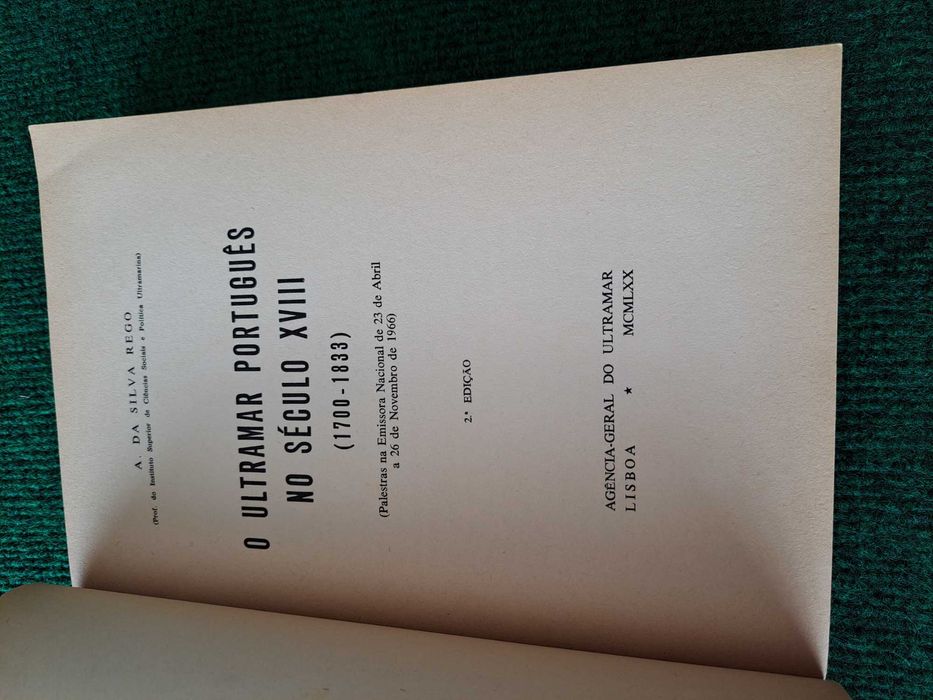 A. DA SILVA REGO
(Prof. do Instituto Superior de Ciências Sociais e Política Ultramarina)
O ULTRAMAR PORTUGUÊS
NO SÉCULO XVIII
(1700-1833)
(Palestras na Emissora Nacional de 23 de Abril
a 26 de Novembro de 1966)
2.ª EDIÇÃO
AGÊNCIA-GERAL DO ULTRAMAR
LISBOA ★ MCMLXX